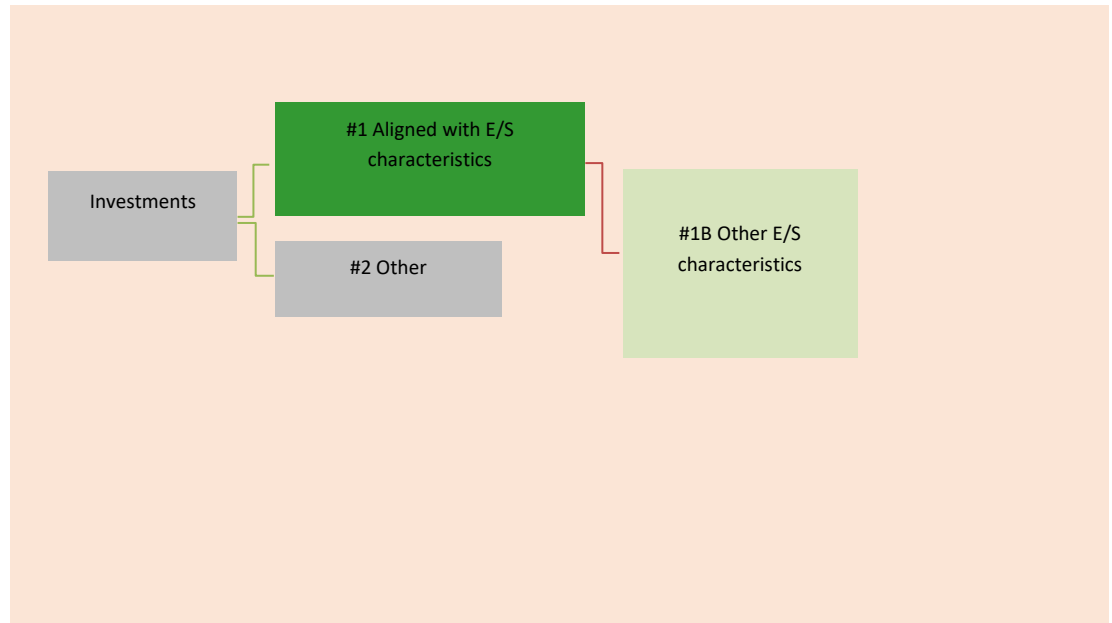 #1 Aligned with E/S
characteristics
Investments
#2 Other
#1B Other E/S
characteristics